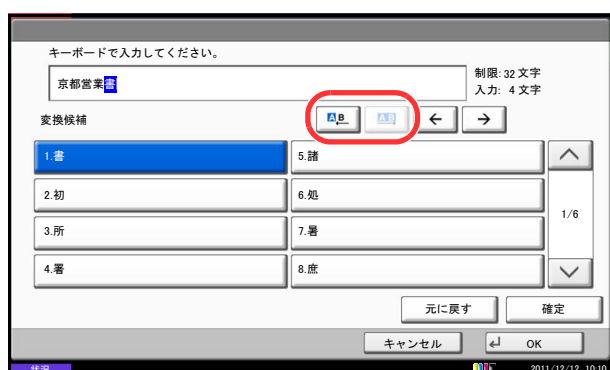 キーボードで入力してください。
京都営業書
制限: 32 文字
入力: 4 文字
変換候補
A B
A B
← →
1.書
5.諸
2.初
6.処
1/6
3.所
7.暑
4.署
8.庶
元に戻す
確定
キャンセル
OK
状況
2011/12/12 10:10